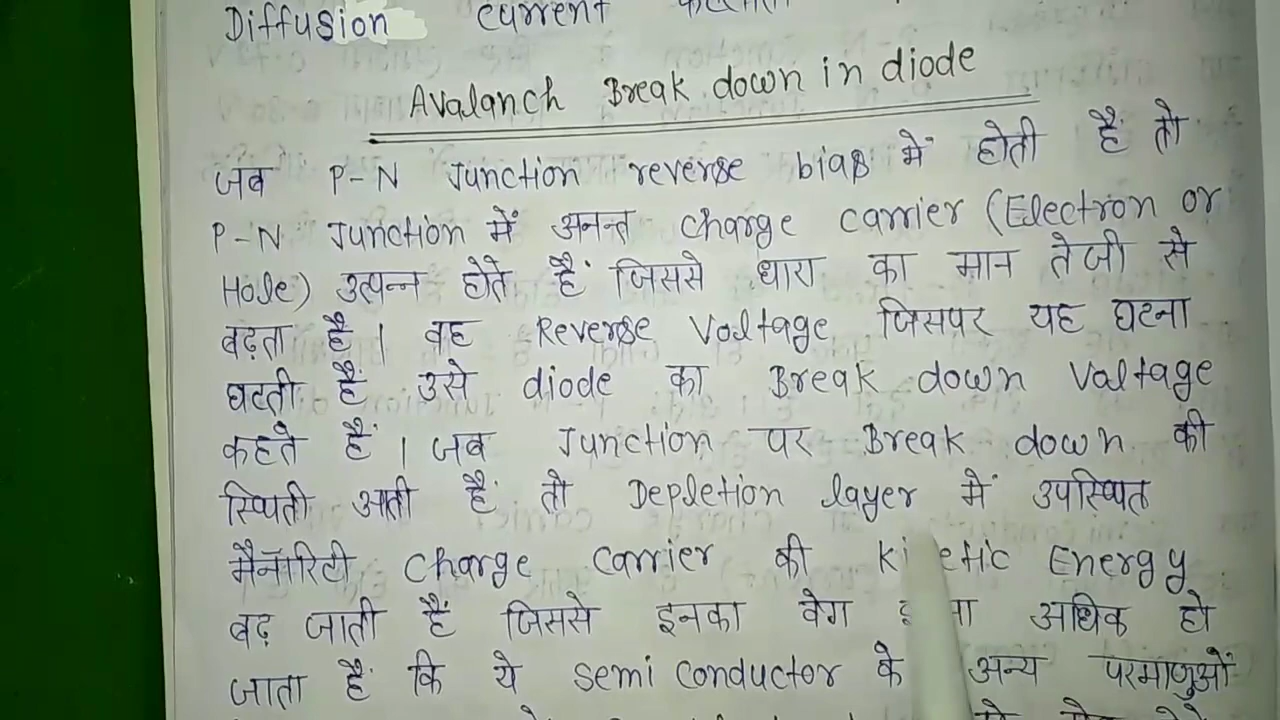 Diffusion current
Avalanch Break down in diode
जब P-N Junction reverse bias में होती है तो
P-N Junction में अनन्त charge carrier (Electron or
Hole) उत्पन्न होते हैं जिससे धारा का मान तेजी से
बढ़ता है। वह Reverse Voltage जिसपर यह घटना
घटती है उसे diode का Break down Voltage
कहते हैं। जब Junction पर Break down की
स्थिती आती है तो Depletion layer में उपस्थित
मैनॉरिटी charge carrier की Energy
बढ़ जाती है जिससे इनका वेग अधिक हो
जाता है कि ये semi conductor के अन्य परमाणुओं